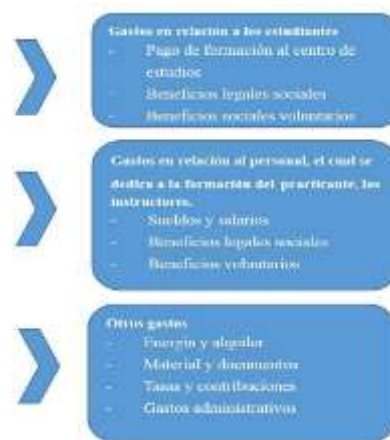 Gastos en relación a los estudiantes
- Pago de formación al centro de
estudios
- Beneficios legales sociales
- Beneficios sociales voluntarios
Gastos en relación al personal, el cual se
dedica a la formación del practicante, los
instructores.
- Sueldos y salarios
- Beneficios legales sociales
- Beneficios voluntarios
Otros gastos
- Energía y alquiler
- Material y documentos
- Tasas y contribuciones
- Gastos administrativos